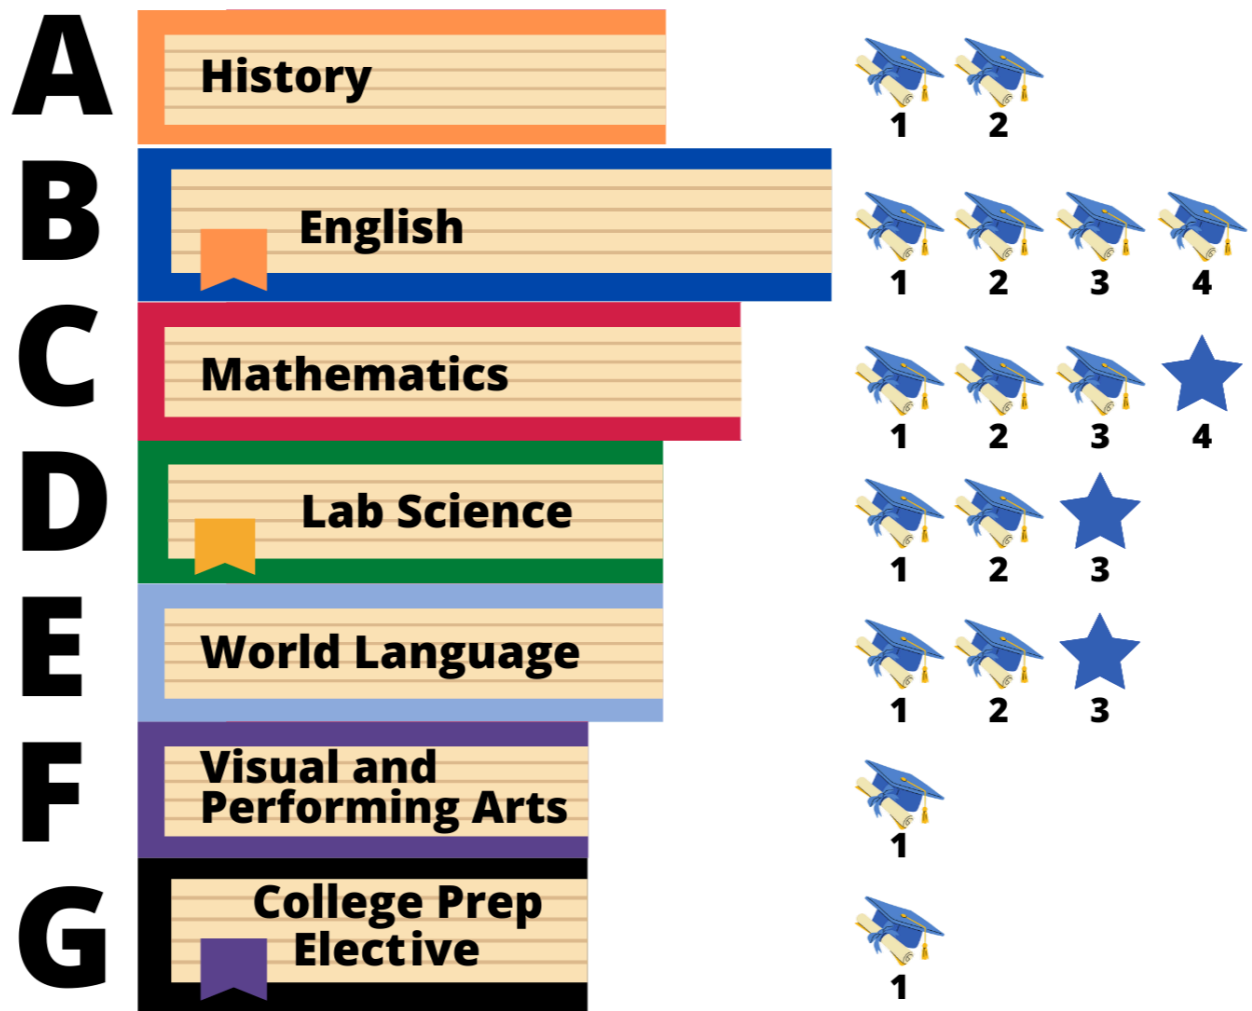 A
History
1 2
B
English
1 2 3 4
C
Mathematics
1 2 3 4
D
Lab Science
1 2 3
E
World Language
1 2 3
F
Visual and
Performing Arts
1
G
College Prep
Elective
1